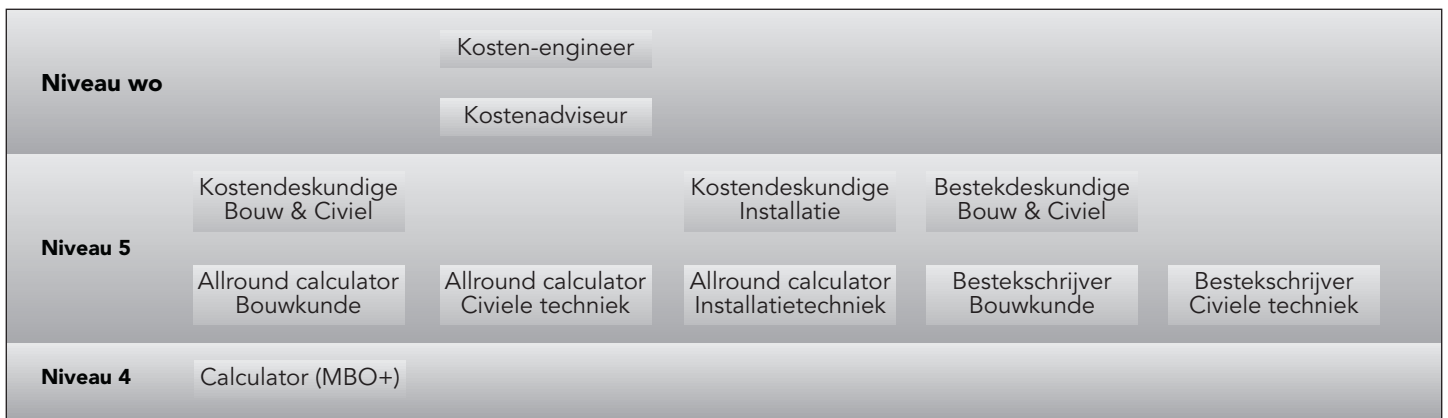 Niveau wo
Kosten-engineer
Kostenadviseur
Niveau 5
Kostendeskundige
Bouw & Civiel
Kostendeskundige
Installatie
Bestekdeskundige
Bouw & Civiel
Allround calculator
Bouwkunde
Allround calculator
Civiele techniek
Allround calculator
Installatietechniek
Bestekschrijver
Bouwkunde
Bestekschrijver
Civiele techniek
Niveau 4
Calculator (MBO+)